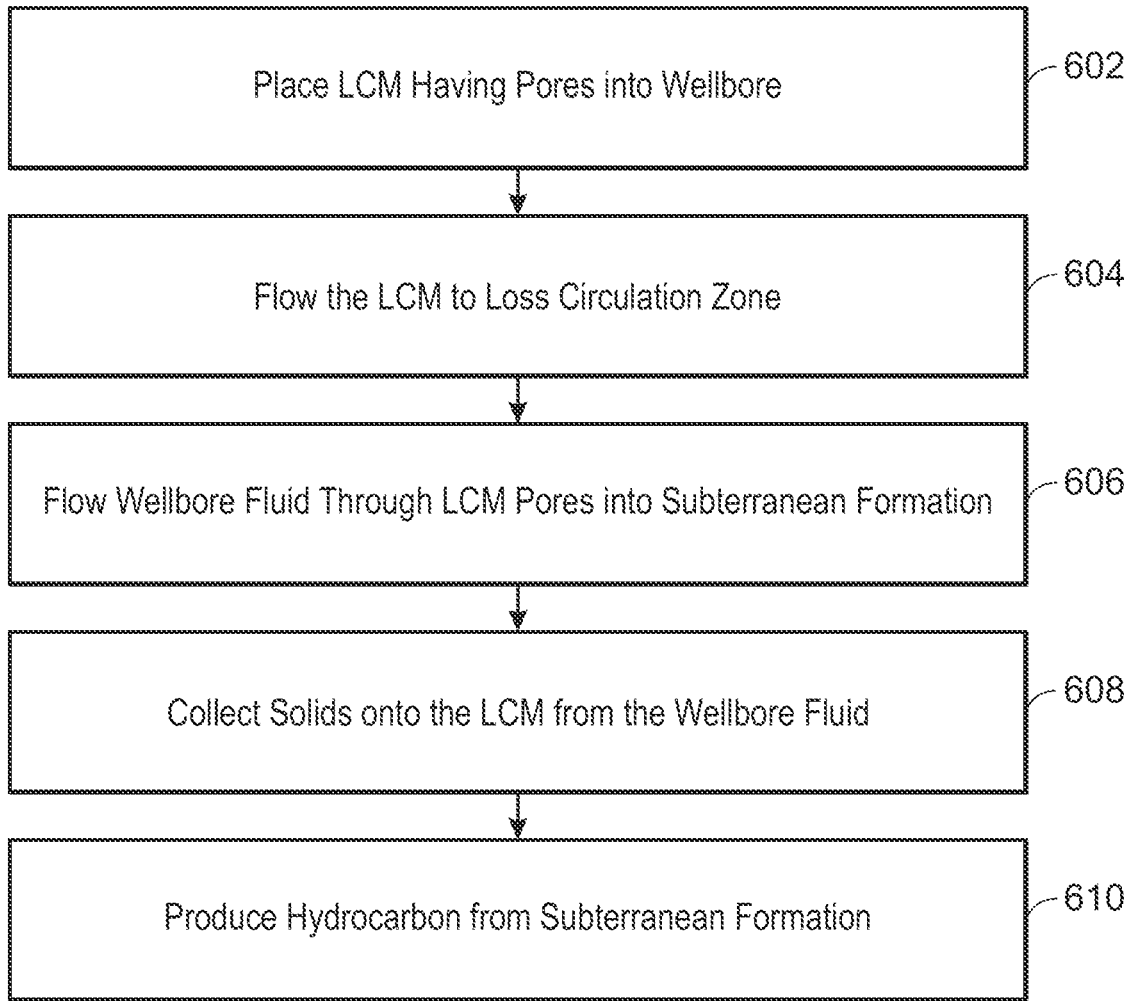 Place LCM Having Pores into Wellbore
602
Flow the LCM to Loss Circulation Zone
604
Flow Wellbore Fluid Through LCM Pores into Subterranean Formation
606
Collect Solids onto the LCM from the Wellbore Fluid
608
Produce Hydrocarbon from Subterranean Formation
610